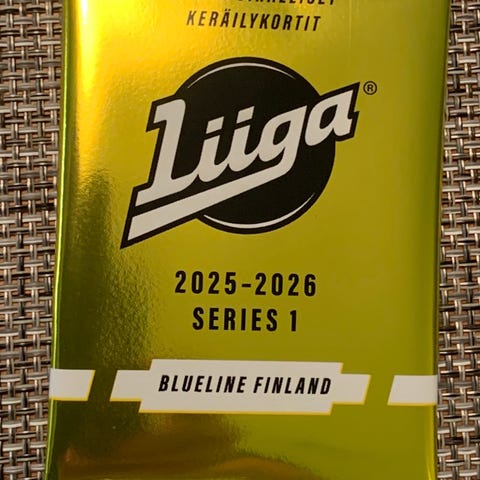 KERÄILYKORTIT
Liiga®
2025-2026
SERIES 1
BLUELINE FINLAND